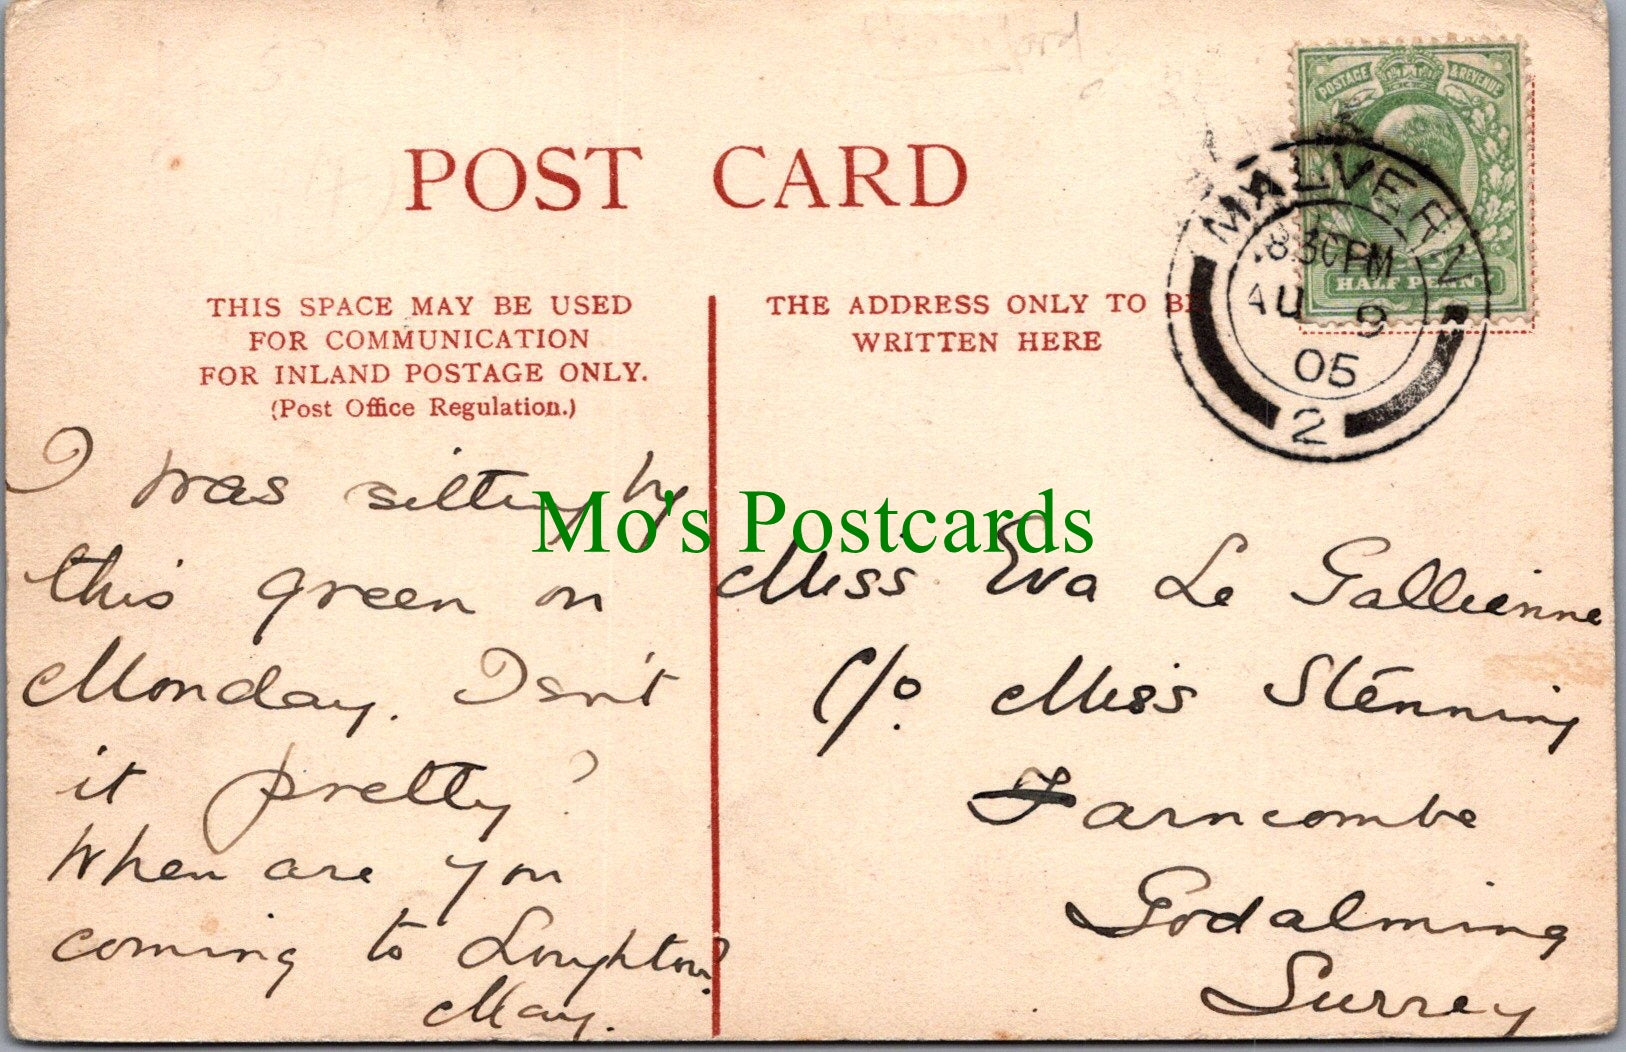 POST CARD
THIS SPACE MAY BE USED
FOR COMMUNICATION
FOR INLAND POSTAGE ONLY.
(Post Office Regulation.)
THE ADDRESS ONLY TO BE
WRITTEN HERE
POSTAGE & REVENUE
HALF PENN
MALVERN
8.30 PM
AU 9
05
2
I was sitting by
this green on
Monday. Isn't
it pretty?
When are you
coming to Loughton?
May.
Mo's Postcards
Miss Eva Le Gallienne
C/o. Miss Stenning
Farncombe
Godalming
Surrey